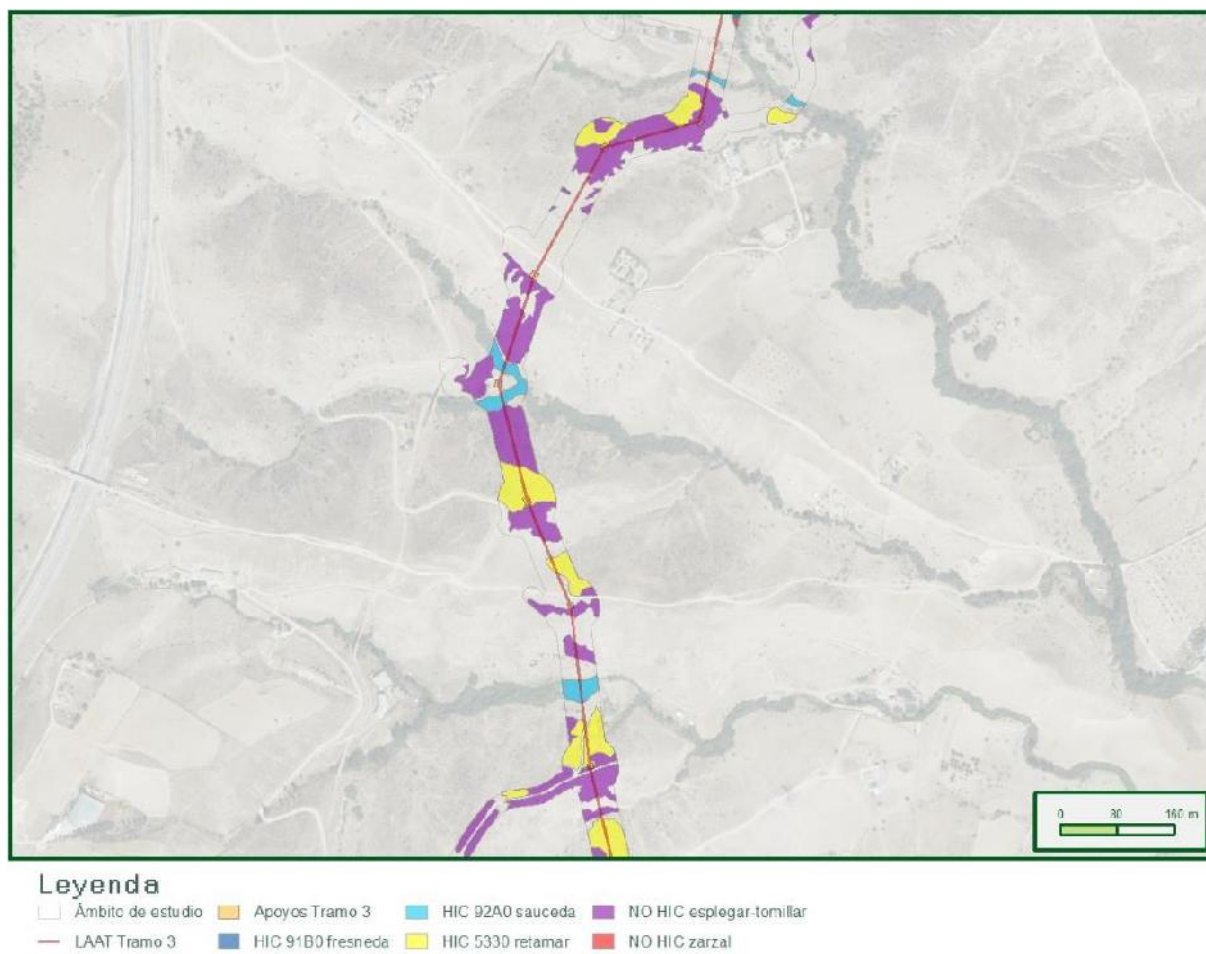 0 80 160 m
Leyenda
Ámbito de estudio Apoyos Tramo 3 HIC 92A0 sauceda NO HIC esplegar-tomillar
LAAT Tramo 3 HIC 91B0 fresneda HIC 5330 retamar NO HIC zarzal